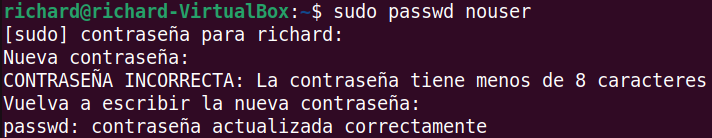 richard@richard-VirtualBox:~$ sudo passwd nouser
[sudo] contraseña para richard:
Nueva contraseña:
CONTRASEÑA INCORRECTA: La contraseña tiene menos de 8 caracteres
Vuelva a escribir la nueva contraseña:
passwd: contraseña actualizada correctamente